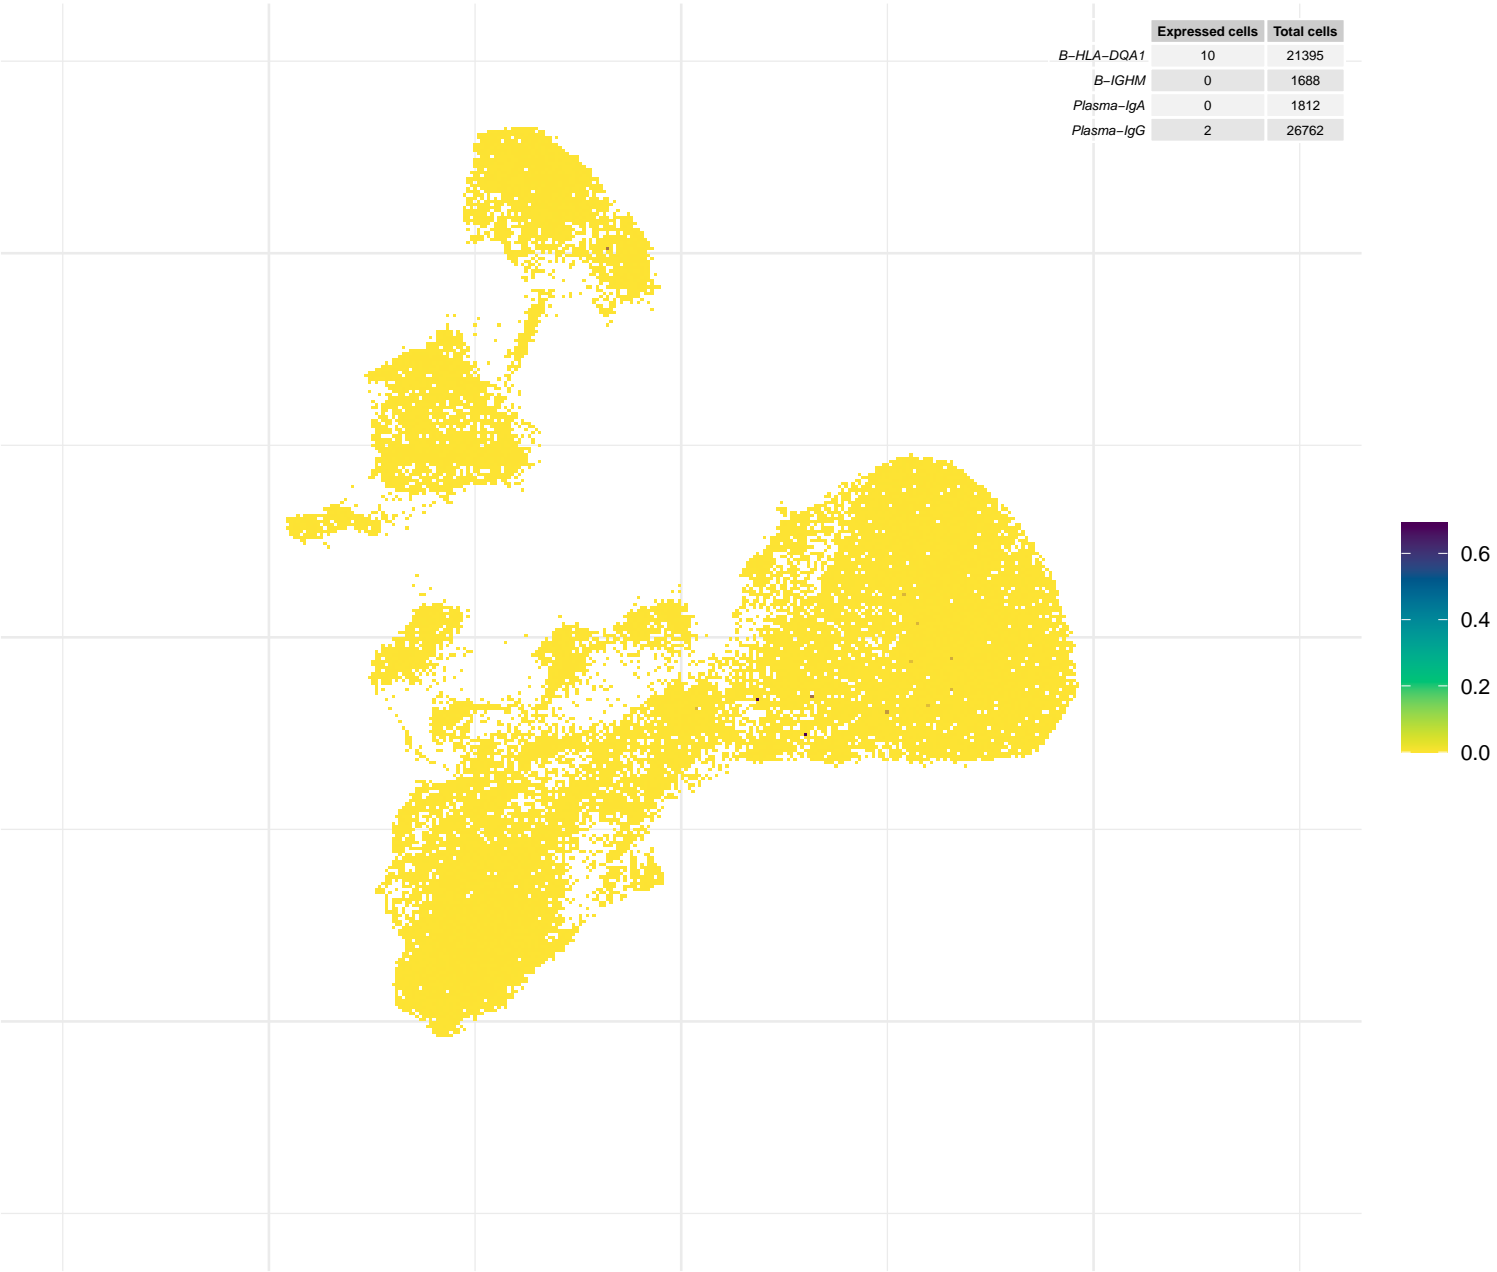 Expressed cells Total cells
B−HLA−DQA1 10 21395
B−IGHM 0 1688
Plasma−IgA 0 1812
Plasma−IgG 2 26762
0.6
0.4
0.2
0.0